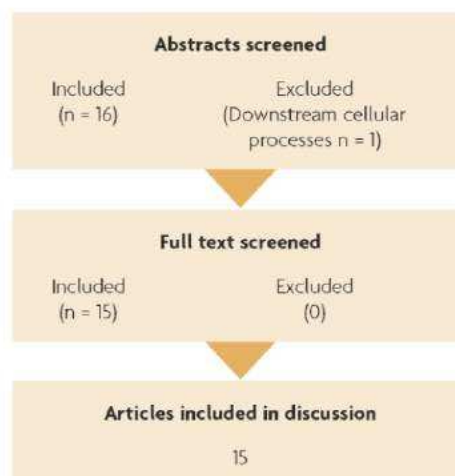 Abstracts screened
Included Excluded
(n = 16) (Downstream cellular
processes n = 1)
Full text screened
Included Excluded
(n = 15) (0)
Articles included in discussion
15